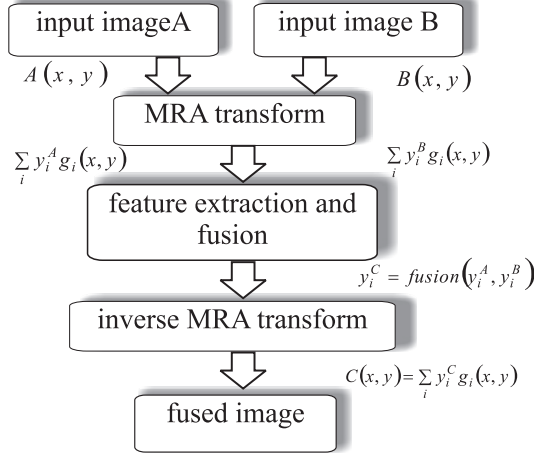 input imageA
input image B
A(x, y)
B(x, y)
MRA transform
∑_i y_i^A g_i(x, y)
∑_i y_i^B g_i(x, y)
feature extraction and
fusion
y_i^C = fusion(y_i^A, y_i^B)
inverse MRA transform
C(x, y)= ∑_i y_i^C g_i(x, y)
fused image